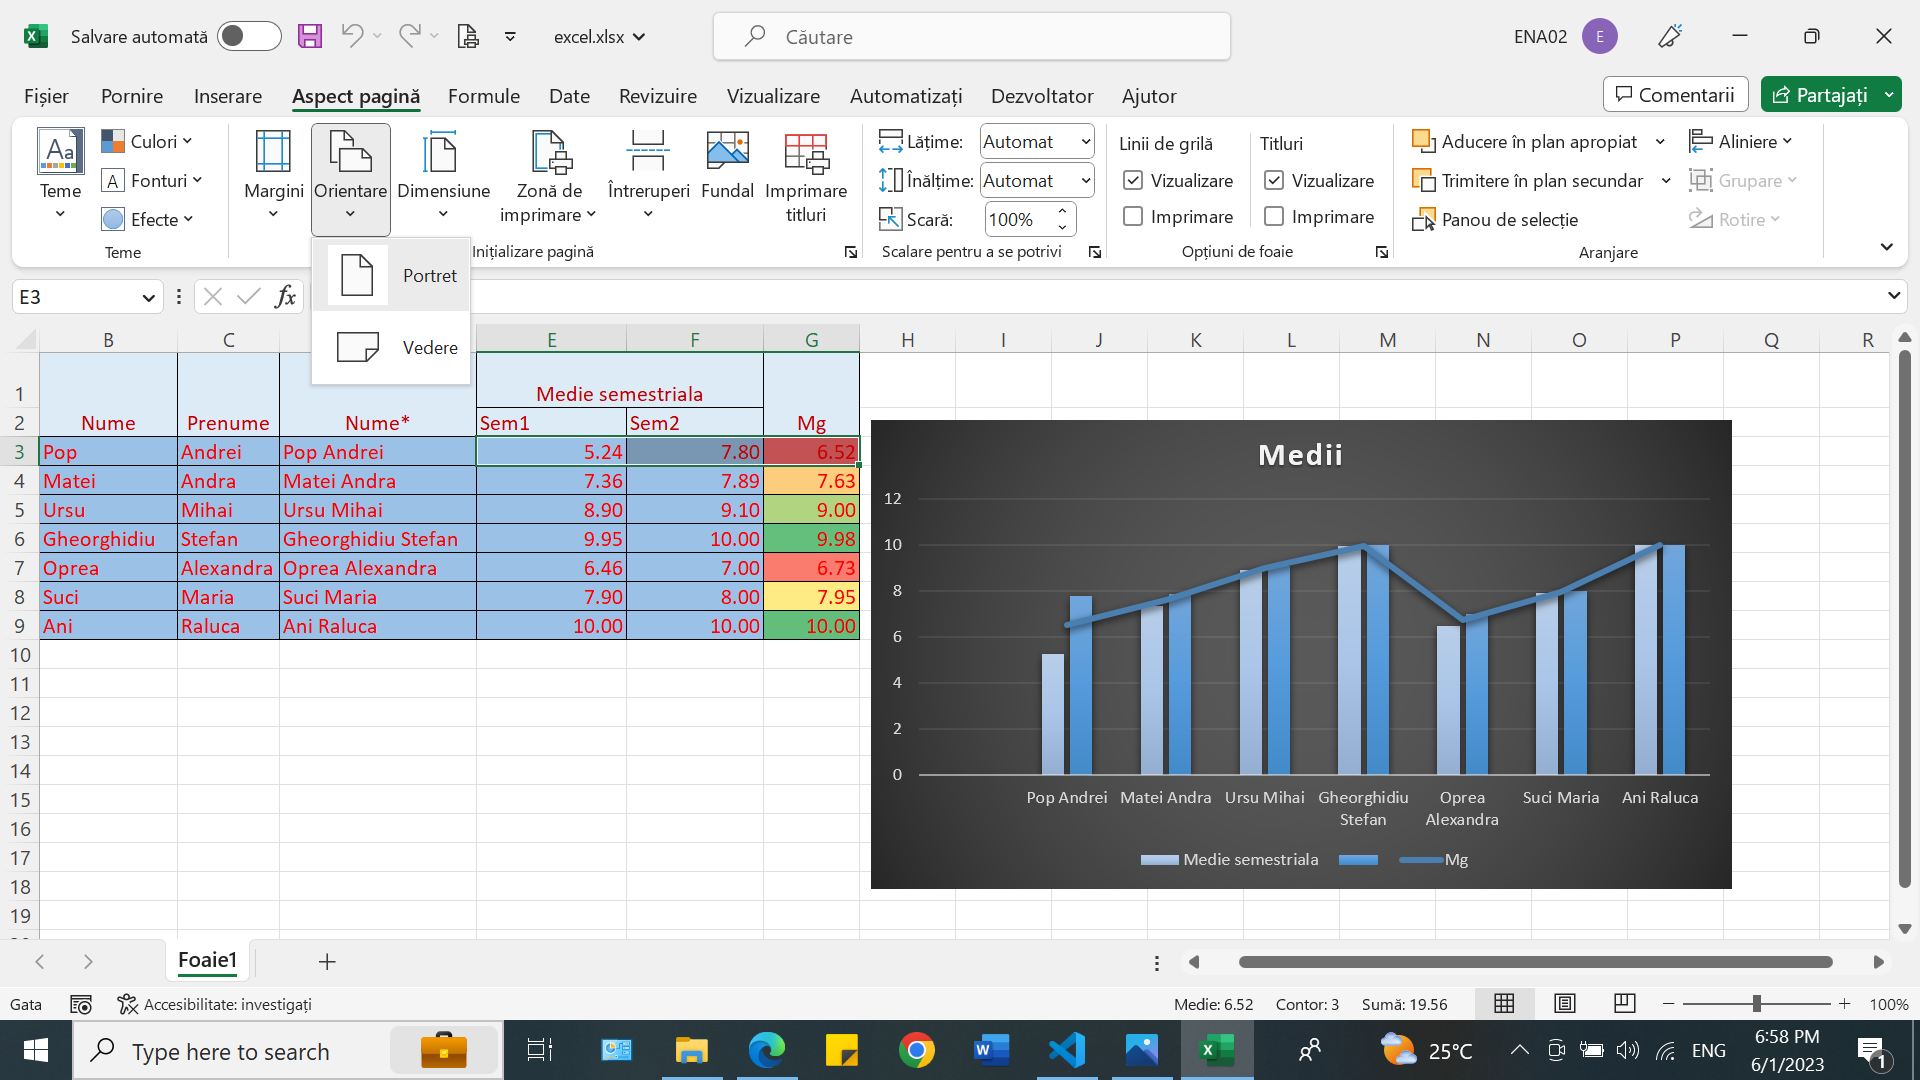 Salvare automată
excel.xlsx
Căutare
ENA02
E
Fișier Pornire Inserare Aspect pagină Formule Date Revizuire Vizualizare Automatizați Dezvoltator Ajutor
Comentarii
Partajați
Aa
Teme
Culori
A Fonturi
Efecte
Teme
Margini
Orientare
Dimensiune
Zonă de
imprimare
Întreruperi
Fundal
Imprimare
titluri
Inițializare pagină
Lățime: Automat
Înălțime: Automat
Scară: 100%
Scalare pentru a se potrivi
Linii de grilă
Vizualizare
Imprimare
Titluri
Vizualizare
Imprimare
Opțiuni de foaie
Aducere în plan apropiat
Trimitere în plan secundar
Panou de selecție
Aliniere
Grupare
Rotire
Aranjare
Portret
Vedere
E3
fx
B C E F G H I J K L M N O P Q R
1 Medie semestriala
2 Nume Prenume Nume* Sem1 Sem2 Mg
3 Pop Andrei Pop Andrei 5.24 7.80 6.52
4 Matei Andra Matei Andra 7.36 7.89 7.63
5 Ursu Mihai Ursu Mihai 8.90 9.10 9.00
6 Gheorghidiu Stefan Gheorghidiu Stefan 9.95 10.00 9.98
7 Oprea Alexandra Oprea Alexandra 6.46 7.00 6.73
8 Suci Maria Suci Maria 7.90 8.00 7.95
9 Ani Raluca Ani Raluca 10.00 10.00 10.00
10
11
12
13
14
15
16
17
18
19
Medii
12
10
8
6
4
2
0
Pop Andrei Matei Andra Ursu Mihai Gheorghidiu Stefan Oprea Alexandra Suci Maria Ani Raluca
Medie semestriala Mg
Foaie1
Gata
Accesibilitate: investigați
Medie: 6.52 Contor: 3 Sumă: 19.56
100%
Type here to search
25°C
ENG
6:58 PM
6/1/2023
1